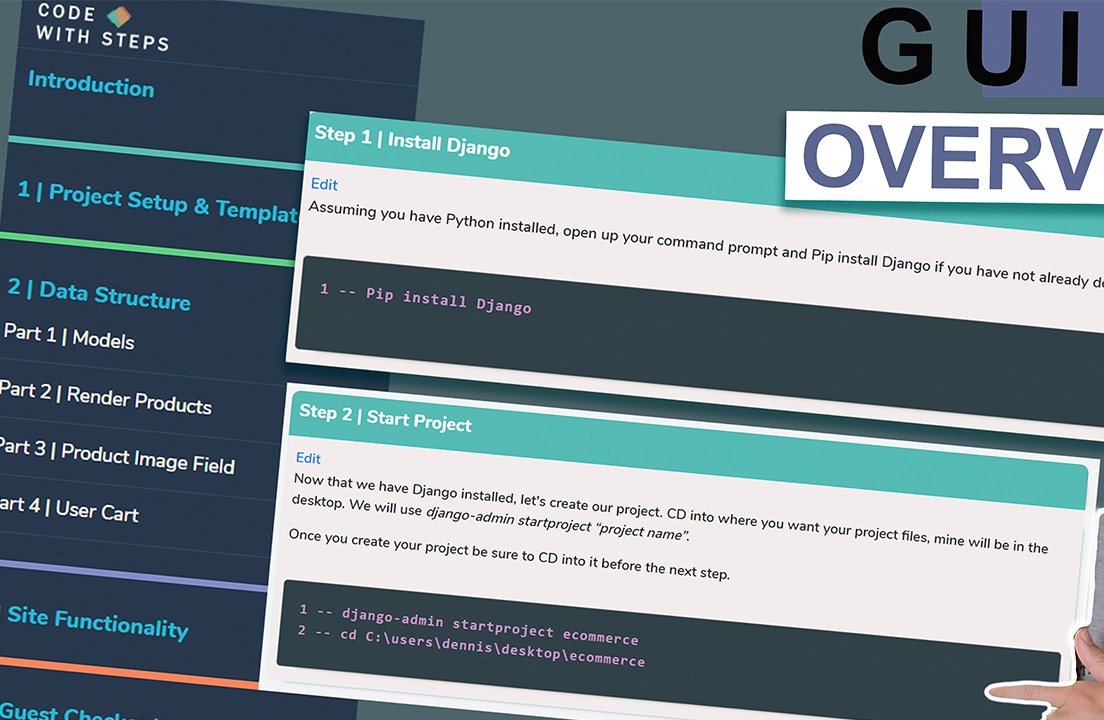 CODE
WITH STEPS
Introduction
1 | Project Setup &
2 | Data Structure
Part 1 | Models
Part 2 | Render Products
Part 3 | Product Image Field
Part 4 | User Cart
Site Functionality
Guest
Step 1 | Install Django
Edit
Assuming you have Python installed, open up your command prompt and Pip install Django if you have not already
1 -- Pip install Django
Step 2 | Start Project
Edit
Now that we have Django installed, let's create our project. CD into where you want your project files, mine will be in the
desktop. We will use django-admin startproject “project name”.
Once you create your project be sure to CD into it before the next step.
1 -- django-admin startproject ecommerce
2 -- cd C:\users\dennis\desktop\ecommerce
GUI
OVERV